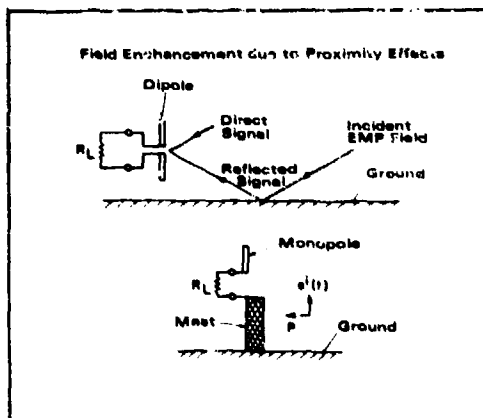 Field Enhancement due to Proximity Effects
Dipole
Direct
Signal
Incident
EMP Field
RL
Reflected
Signal
Ground
Monopole
RL
e^i(t)
Mast
P
Ground